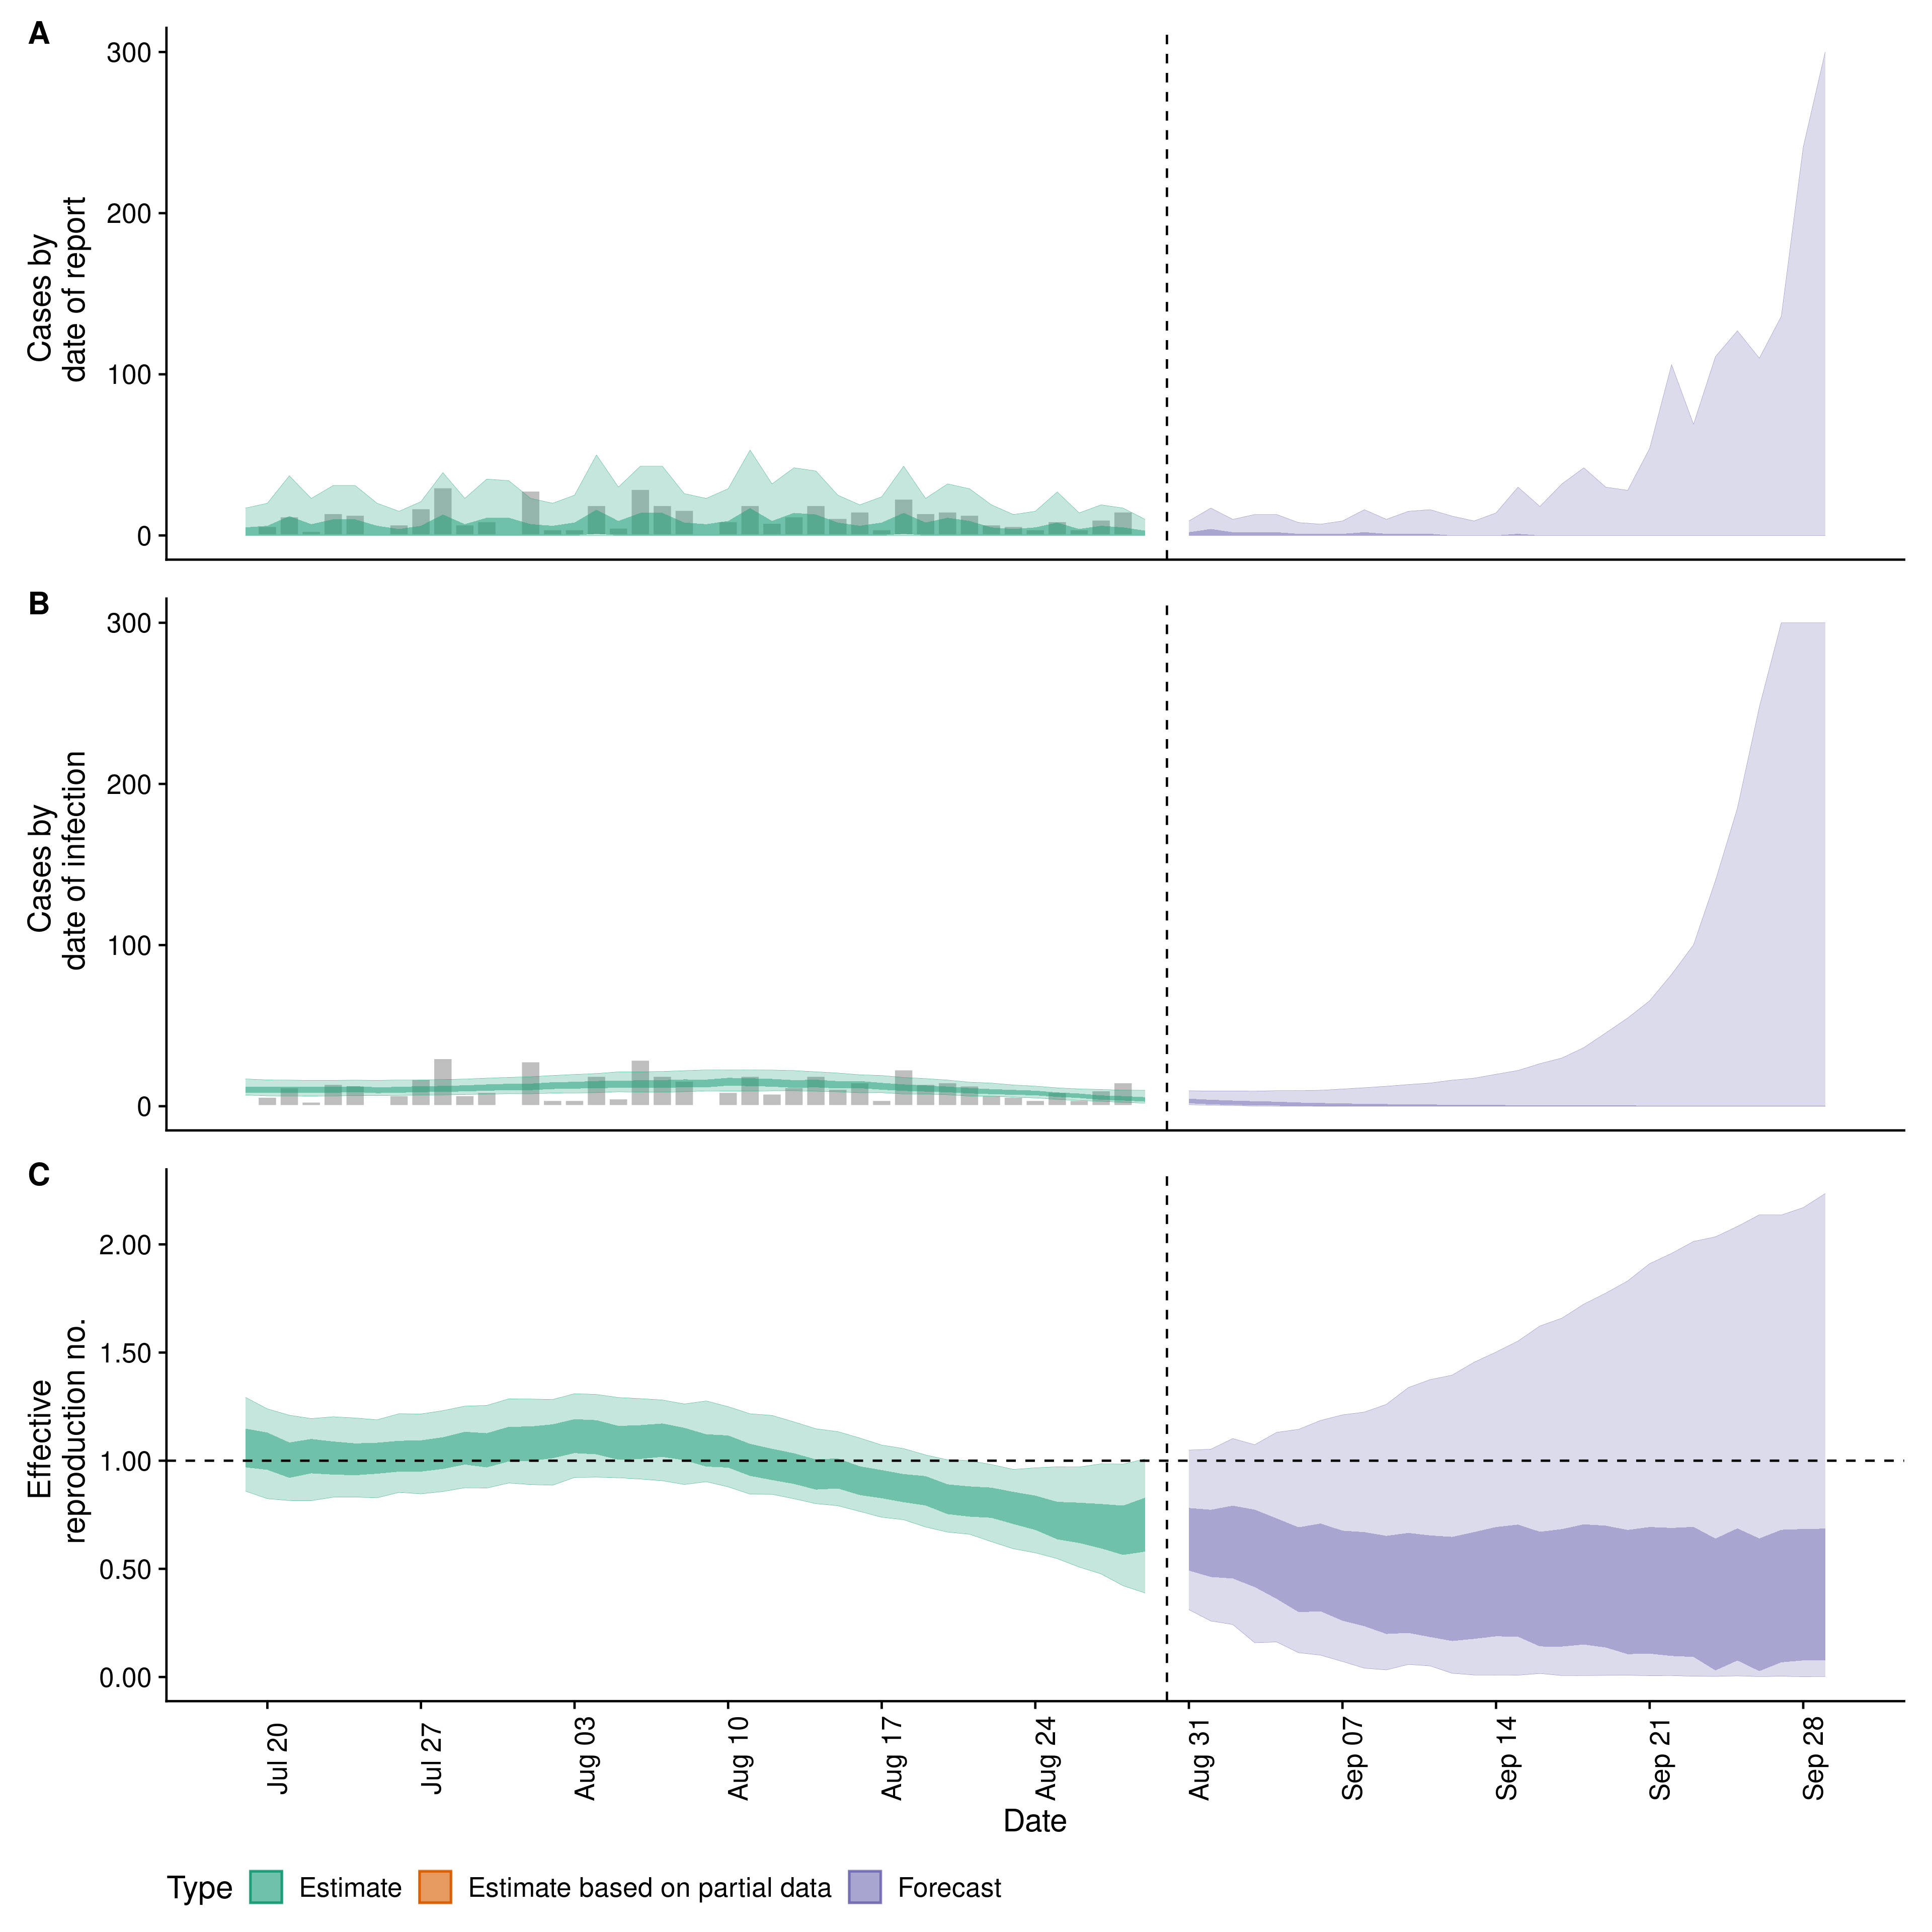 A
300
200
100
0
Cases by
date of report
B
300
200
100
0
Cases by
date of infection
C
2.00
1.50
1.00
0.50
0.00
Effective
reproduction no.
Jul 20
Jul 27
Aug 03
Aug 10
Aug 17
Aug 24
Aug 31
Sep 07
Sep 14
Sep 21
Sep 28
Date
Type Estimate Estimate based on partial data Forecast